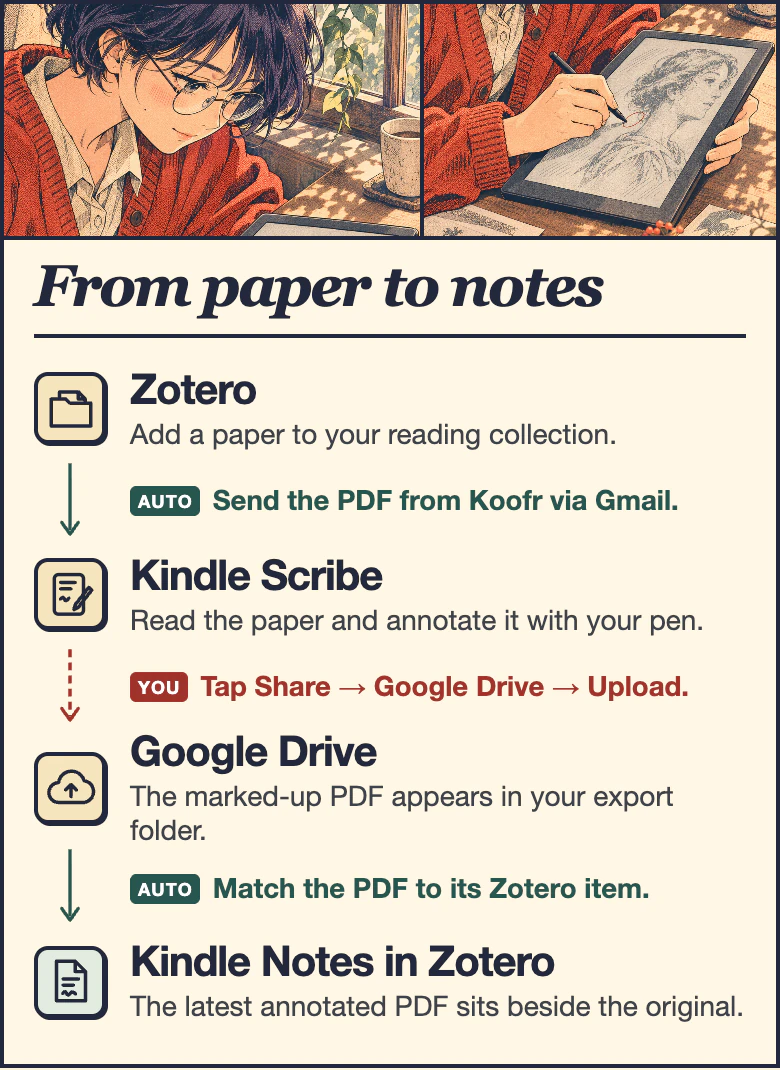 From paper to notes
Zotero
Add a paper to your reading collection.
AUTO Send the PDF from Koofr via Gmail.
Kindle Scribe
Read the paper and annotate it with your pen.
YOU Tap Share → Google Drive → Upload.
Google Drive
The marked-up PDF appears in your export
folder.
AUTO Match the PDF to its Zotero item.
Kindle Notes in Zotero
The latest annotated PDF sits beside the original.